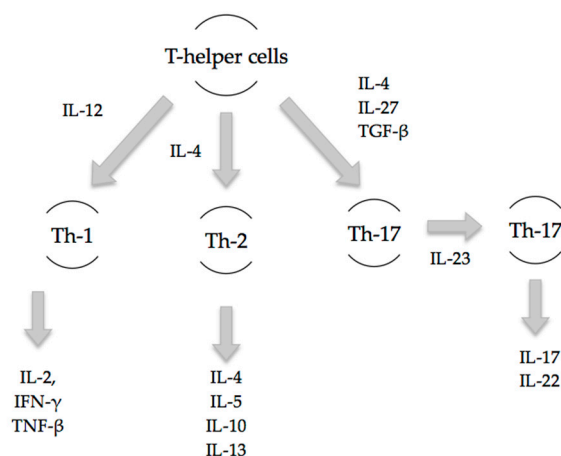 T-helper cells
IL-12
IL-4
IL-4
IL-27
TGF-β
Th-1
Th-2
Th-17
IL-23
Th-17
IL-2,
IFN-γ
TNF-β
IL-4
IL-5
IL-10
IL-13
IL-17
IL-22